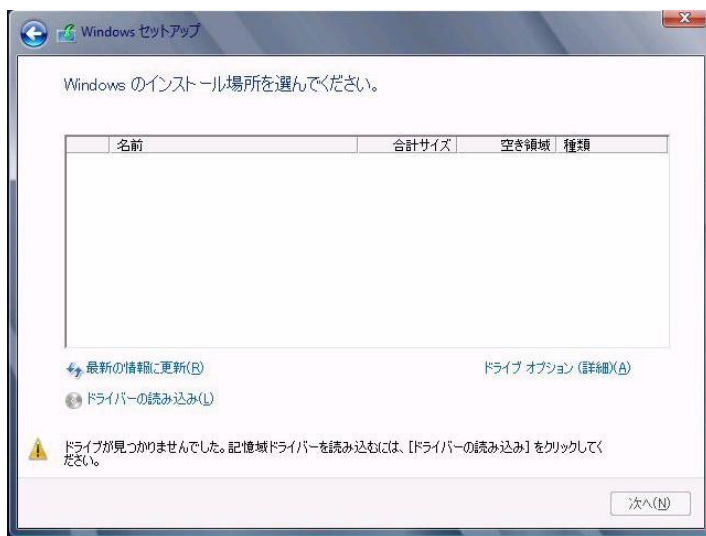 Windows セットアップ
Windows のインストール場所を選んでください。
名前 合計サイズ 空き領域 種類
最新の情報に更新(R) ドライブ オプション (詳細)(A)
ドライバーの読み込み(L)
ドライブが見つかりませんでした。記憶域ドライバーを読み込むには、[ドライバーの読み込み] をクリックしてく
ださい。
次へ(N)